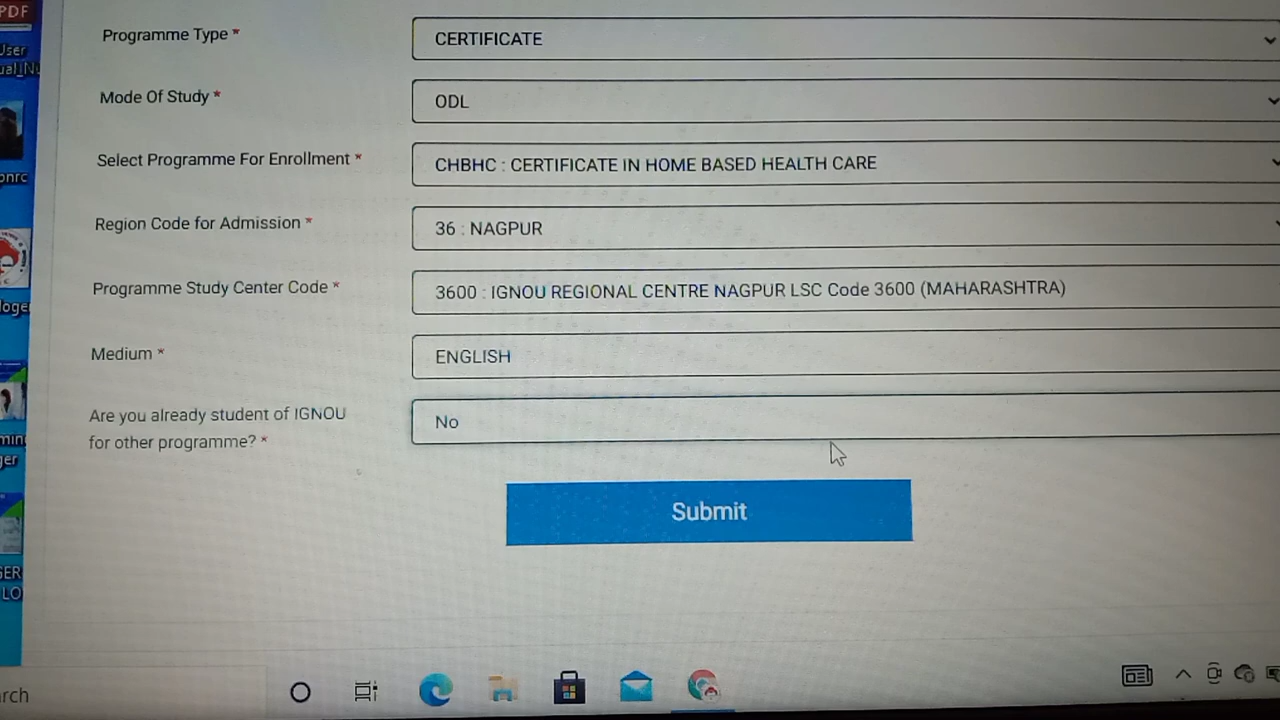 PDF
User
Programme Type *
CERTIFICATE
Mode Of Study *
ODL
Select Programme For Enrollment *
CHBHC : CERTIFICATE IN HOME BASED HEALTH CARE
Region Code for Admission *
36 : NAGPUR
Programme Study Center Code *
3600 : IGNOU REGIONAL CENTRE NAGPUR LSC Code 3600 (MAHARASHTRA)
Medium *
ENGLISH
Are you already student of IGNOU
for other programme? *
No
Submit